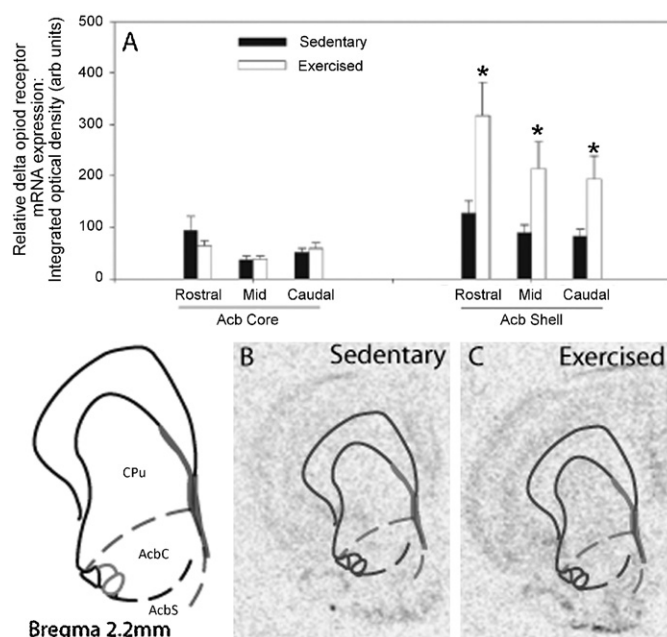 A
Sedentary
Exercised
Relative delta opiod receptor
mRNA expression:
Integrated optical density (arb units)
500
400
300
200
100
0
* * *
Rostral Mid Caudal Rostral Mid Caudal
Acb Core Acb Shell
B Sedentary C Exercised
CPu
AcbC
AcbS
Bregma 2.2mm